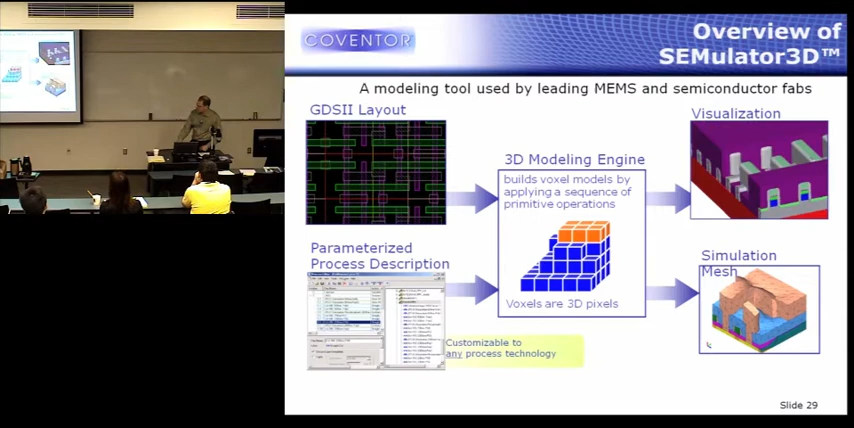 COVENTOR
Overview of
SEMulator3D™
A modeling tool used by leading MEMS and semiconductor fabs
GDSII Layout
Visualization
3D Modeling Engine
builds voxel models by
applying a sequence of
primitive operations
Parameterized
Process Description
Simulation
Mesh
Voxels are 3D pixels
Customizable to
any process technology
Slide 29